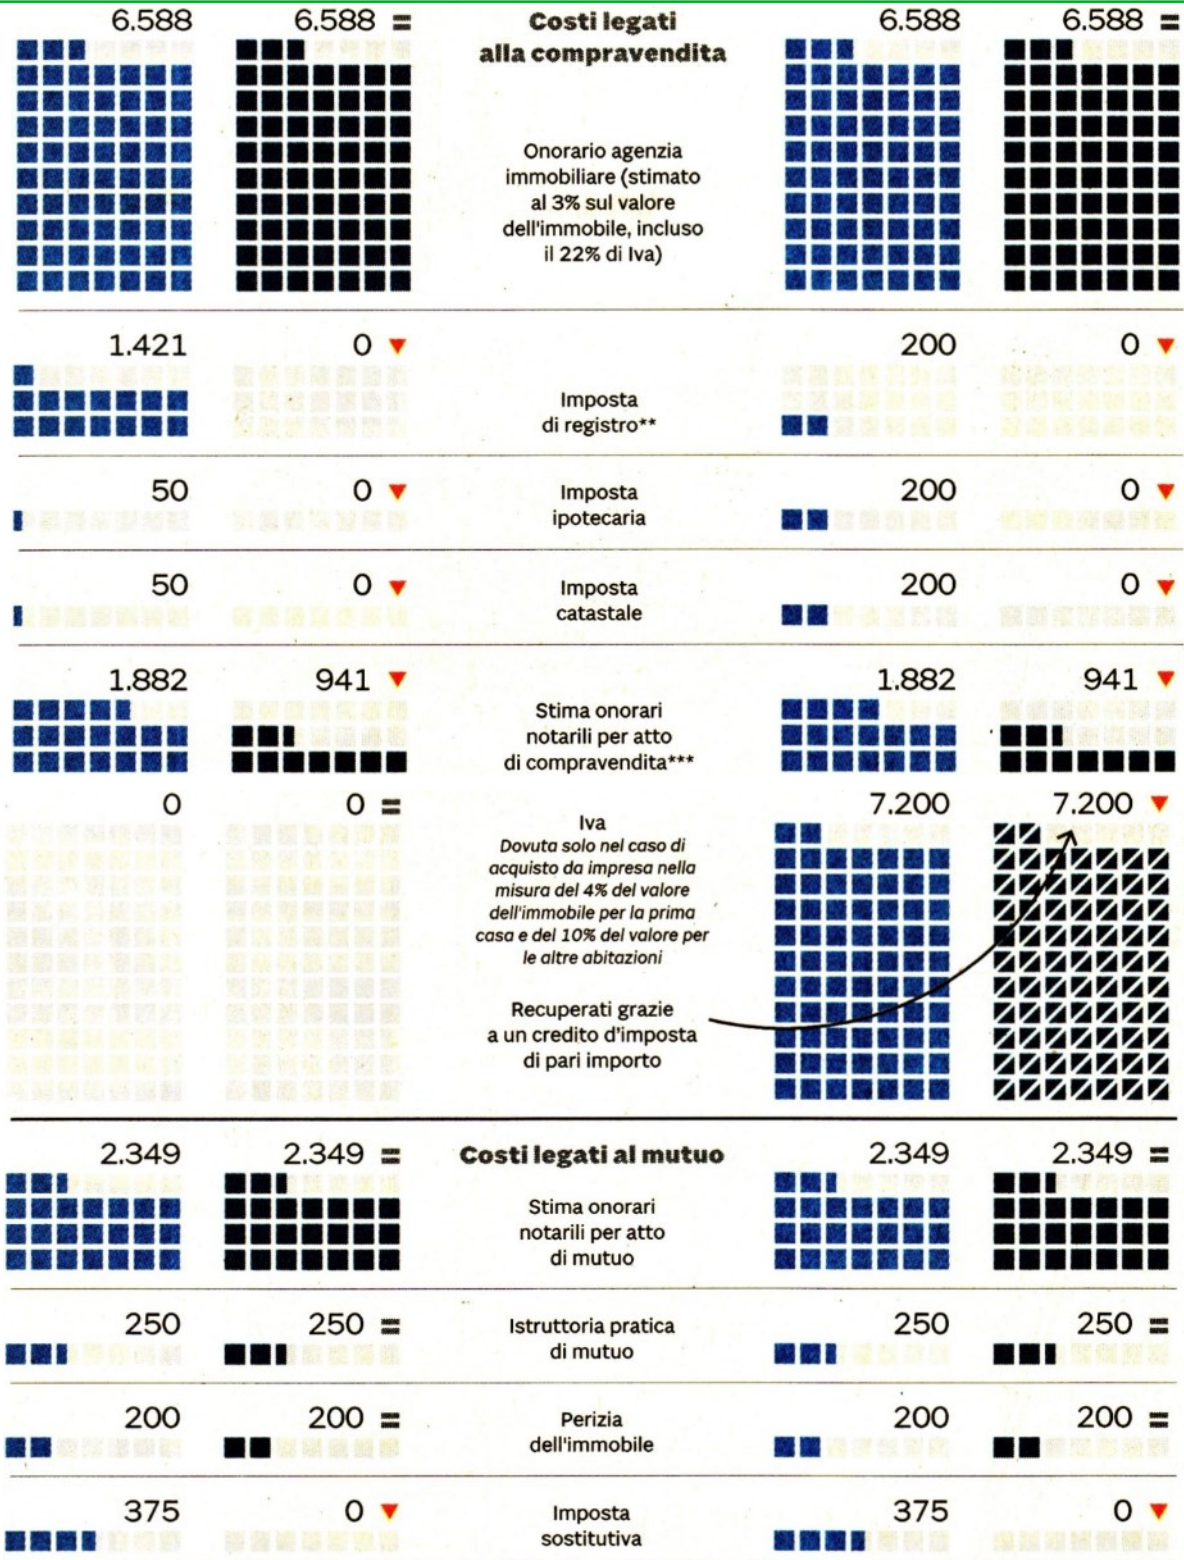 6.588 6.588 = Costi legati 6.588 6.588 =
alla compravendita
Onorario agenzia
immobiliare (stimato
al 3% sul valore
dell'immobile, incluso
il 22% di Iva)
1.421 0 200 0
Imposta
di registro**
50 0 Imposta 200 0
ipotecaria
50 0 Imposta 200 0
catastale
1.882 941 1.882 941
Stima onorari
notarili per atto
di compravendita***
0 0 = 7.200 7.200
Iva
Dovuta solo nel caso di
acquisto da impresa nella
misura del 4% del valore
dell'immobile per la prima
casa e del 10% del valore per
le altre abitazioni
Recuperati grazie
a un credito d'imposta
di pari importo
2.349 2.349 = Costi legati al mutuo 2.349 2.349 =
Stima onorari
notarili per atto
di mutuo
250 250 = Istruttoria pratica 250 250 =
di mutuo
200 200 = Perizia 200 200 =
dell'immobile
375 0 Imposta 375 0
sostitutiva